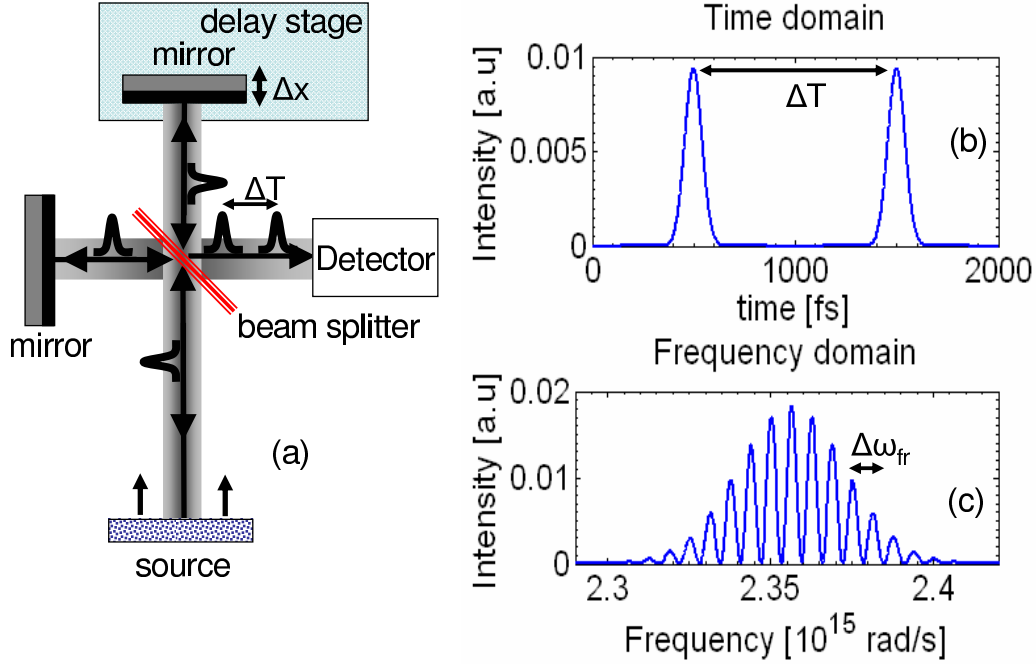 delay stage
mirror
Δx
ΔT
Detector
beam splitter
mirror
(a)
source
Time domain
Intensity [a.u]
0.01
0.005
0
ΔT
(b)
0 1000 2000
time [fs]
Frequency domain
Intensity [a.u]
0.02
0.01
0
Δω_fr
(c)
2.3 2.35 2.4
Frequency [10^15 rad/s]